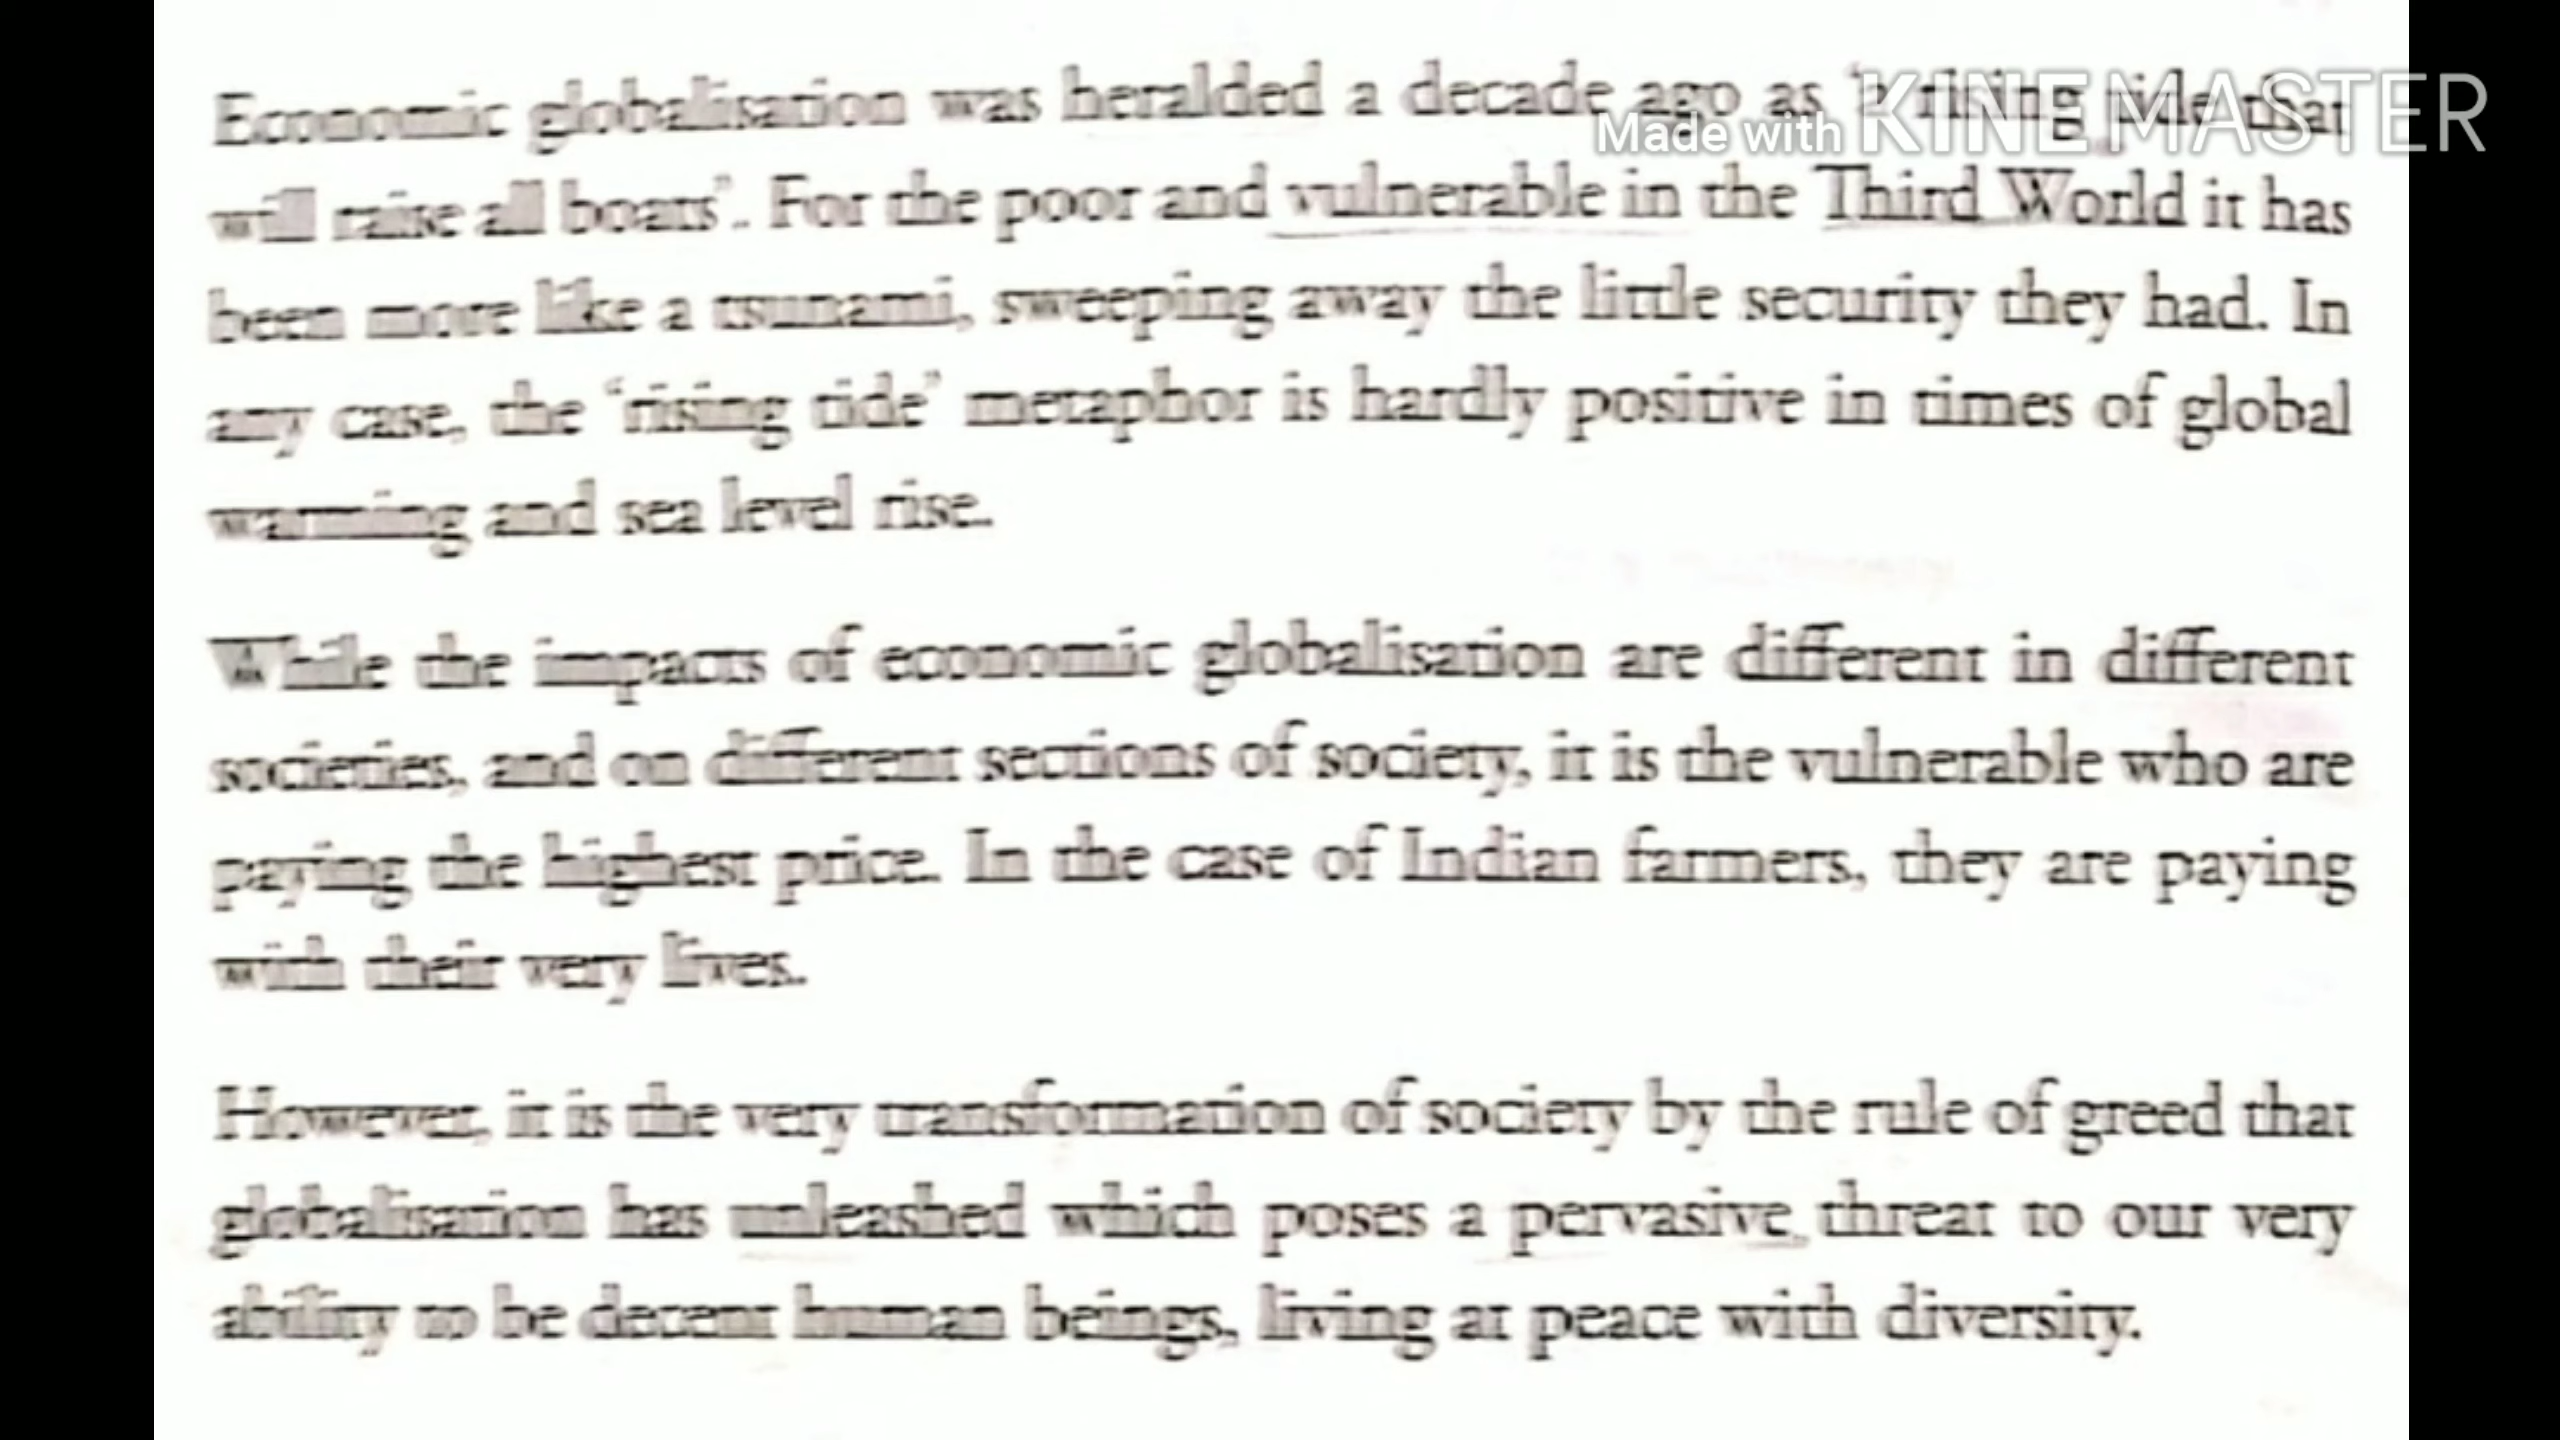 Economic globalisation was heralded a decade ago as 'a rising tide that
Made with KINEMASTER
will raise all boats'. For the poor and vulnerable in the Third World it has
been more like a tsunami, sweeping away the little security they had. In
any case, the 'rising tide' metaphor is hardly positive in times of global
warming and sea level rise.
While the impacts of economic globalisation are different in different
societies, and on different sections of society, it is the vulnerable who are
paying the highest price. In the case of Indian farmers, they are paying
with their very lives.
However, it is the very transformation of society by the rule of greed that
globalisation has unleashed which poses a pervasive threat to our very
ability to be decent human beings, living at peace with diversity.